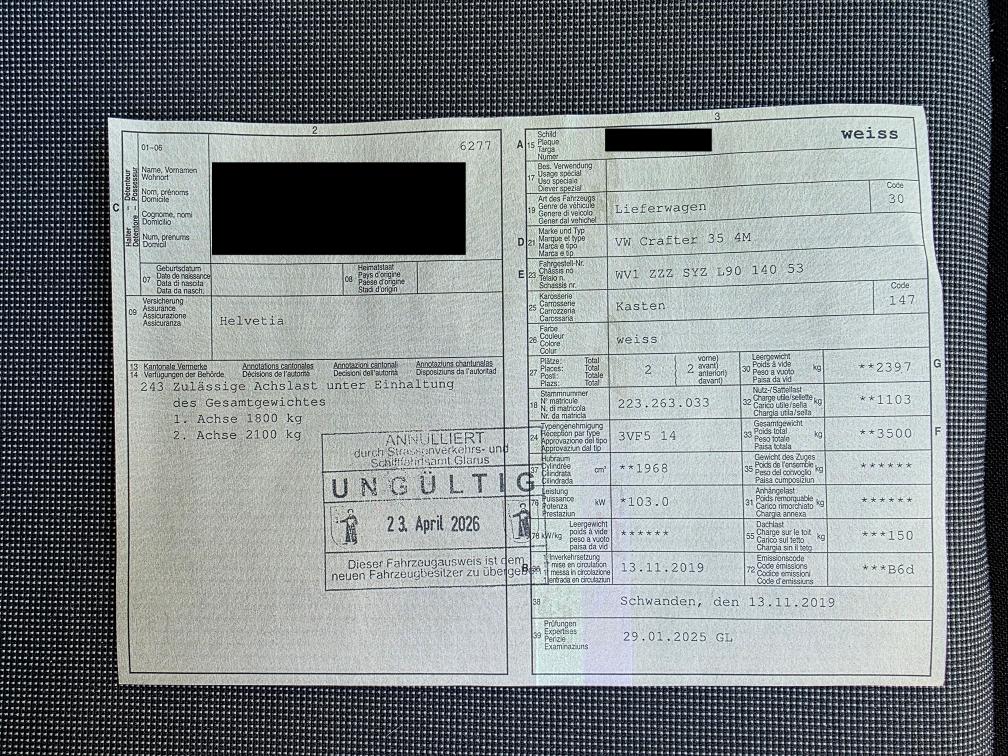 2
01-06
6277
C
Halter – Détenteur
Detentore – Possessur
Name, Vornamen
Wohnort
Nom, prénoms
Domicile
Cognome, nomi
Domicilio
Num, prenums
Domicil
07
Geburtsdatum
Date de naissance
Data di nascita
Data da nasch.
08
Heimatstaat
Pays d'origine
Paese d'origine
Stadi d'origin
09
Versicherung
Assurance
Assicurazione
Assicuranza
Helvetia
13
14
Kantonale Vermerke
Verfügungen der Behörde
Annotations cantonales
Décisions de l'autorité
Annotazioni cantonali
Decisioni dell'autorità
Annotaziuns chantunalas
Disposiziuns da l'autoritad
243 Zulässige Achslast unter Einhaltung
des Gesamtgewichtes
1. Achse 1800 kg
2. Achse 2100 kg
ANNULLIERT
durch Strassenverkehrs- und
Schifffahrtsamt Glarus
UNGÜLTIG
23. April 2026
Dieser Fahrzeugausweis ist dem
neuen Fahrzeugbesitzer zu übergeben
3
A
15
Schild
Plaque
Targa
Numer
weiss
17
Bes. Verwendung
Usage spécial
Uso speciale
Diever spezial
19
Art des Fahrzeugs
Genre de véhicule
Genere di veicolo
Gener dal vehichel
Lieferwagen
Code
30
D
21
Marke und Typ
Marque et type
Marca e tipo
Marca e tip
VW Crafter 35 4M
E
23
Fahrgestell-Nr.
Châssis no
Telaio n.
Schassis nr.
WV1 ZZZ SYZ L90 140 53
25
Karosserie
Carrosserie
Carrozzeria
Carossaria
Kasten
Code
147
26
Farbe
Couleur
Colore
Colur
weiss
27
Plätze: Total
Places: Total
Posti: Totale
Plazs: Total
2
2
vorne)
avant)
anteriori)
davant)
30
Leergewicht
Poids à vide
Peso a vuoto
Paisa da vid
kg
**2397
G
18
Stammnummer
N° matricule
N. di matricola
Nr. da matricla
223.263.033
32
Nutz-/Sattellast
Charge utile/sellette
Carico utile/sella
Chargia utila/sella
kg
**1103
24
Typengenehmigung
Réception par type
Approvazione del tipo
Approvaziun dal tip
3VF5 14
33
Gesamtgewicht
Poids total
Peso totale
Paisa totala
kg
**3500
F
37
Hubraum
Cylindrée
Cilindrata
Cilindrada
cm³
**1968
35
Gewicht des Zuges
Poids de l'ensemble
Peso del convoglio
Paisa cumposiziun
kg
******
76
Leistung
Puissance
Potenza
Prestaziun
kW
*103.0
31
Anhängelast
Poids remorquable
Carico rimorchiato
Chargia annexa
kg
******
78
kW/kg
Leergewicht
poids à vide
peso a vuoto
paisa da vid
******
55
Dachlast
Charge sur le toit
Carico sul tetto
Chargia sin il tetg
kg
***150
B
36
1. Inverkehrsetzung
1re mise en circulation
1. messa in circolazione
1. entrada en circulaziun
13.11.2019
72
Emissionscode
Code émissions
Codice emissioni
Code d'emissiuns
***B6d
38
Schwanden, den 13.11.2019
39
Prüfungen
Expertises
Perizie
Examinaziuns
29.01.2025 GL